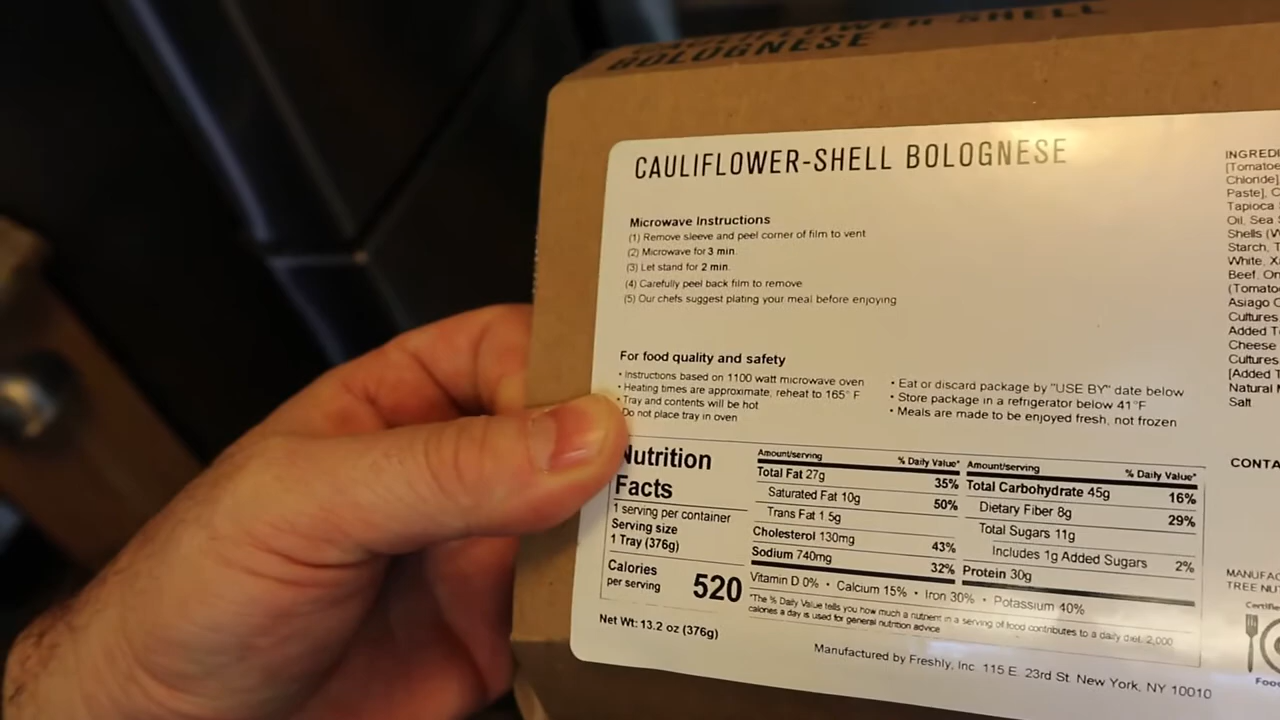 CAULIFLOWER-SHELL
BOLOGNESE
CAULIFLOWER-SHELL BOLOGNESE
Microwave Instructions
(1) Remove sleeve and peel corner of film to vent
(2) Microwave for 3 min.
(3) Let stand for 2 min.
(4) Carefully peel back film to remove
(5) Our chefs suggest plating your meal before enjoying
For food quality and safety
• Instructions based on 1100 watt microwave oven
• Heating times are approximate, reheat to 165° F
• Tray and contents will be hot
Do not place tray in oven
• Eat or discard package by "USE BY" date below
• Store package in a refrigerator below 41°F
• Meals are made to be enjoyed fresh, not frozen
Nutrition
Facts
1 serving per container
Serving size
1 Tray (376g)
Calories
per serving 520
Amount/serving % Daily Value*
Total Fat 27g 35%
Saturated Fat 10g 50%
Trans Fat 1.5g
Cholesterol 130mg 43%
Sodium 740mg 32%
Amount/serving % Daily Value*
Total Carbohydrate 45g 16%
Dietary Fiber 8g 29%
Total Sugars 11g
Includes 1g Added Sugars 2%
Protein 30g
Vitamin D 0% • Calcium 15% • Iron 30% • Potassium 40%
*The % Daily Value tells you how much a nutrient in a serving of food contributes to a daily diet. 2,000
calories a day is used for general nutrition advice
Net Wt: 13.2 oz (376g)
Manufactured by Freshly, Inc. 115 E. 23rd St. New York, NY 10010
INGREDI
[Tomatoe
Chloride]
Paste], C
Tapioca
Oil, Sea
Shells (W
Starch, T
White, Xa
Beef, On
(Tomato
Asiago C
Cultures
Added T
Cheese
Cultures
[Added T
Natural
Salt
CONTA
MANUFAC
TREE NU
Certifie
Foo